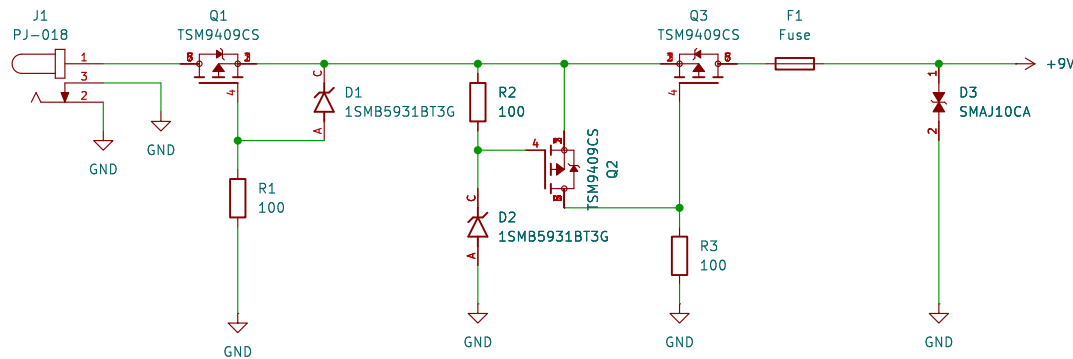 J1
PJ-018
1
3
2
GND
GND
Q1
TSM9409CS
4
R1
100
GND
C
A
D1
1SMB5931BT3G
R2
100
C
A
D2
1SMB5931BT3G
GND
4
TSM9409CS
Q2
Q3
TSM9409CS
4
R3
100
GND
F1
Fuse
+9V
1
2
D3
SMAJ10CA
GND